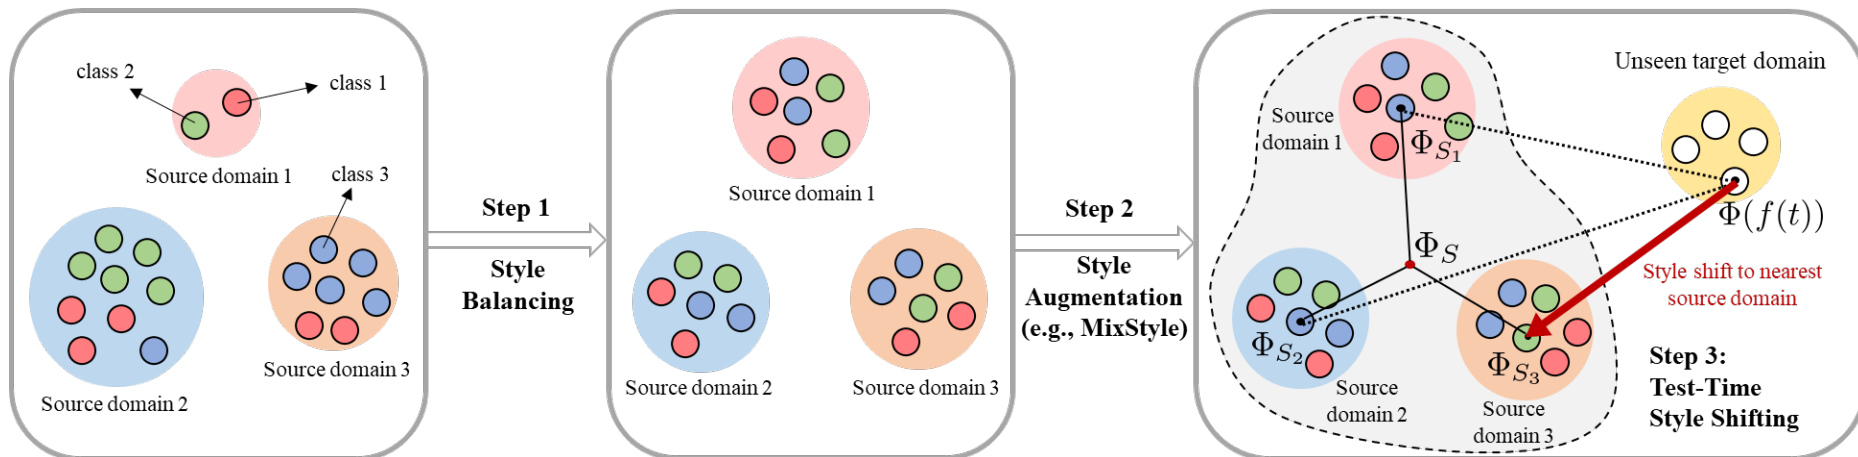 class 2
class 1
Source domain 1
class 3
Source domain 2
Source domain 3
Step 1
Style
Balancing
Source domain 1
Source domain 2
Source domain 3
Step 2
Style
Augmentation
(e.g., MixStyle)
Source
domain 1
Φ_{S_1}
Φ_S
Φ_{S_2}
Φ_{S_3}
Source
domain 2
Source
domain 3
Unseen target domain
Φ(f(t))
Style shift to nearest
source domain
Step 3:
Test-Time
Style Shifting